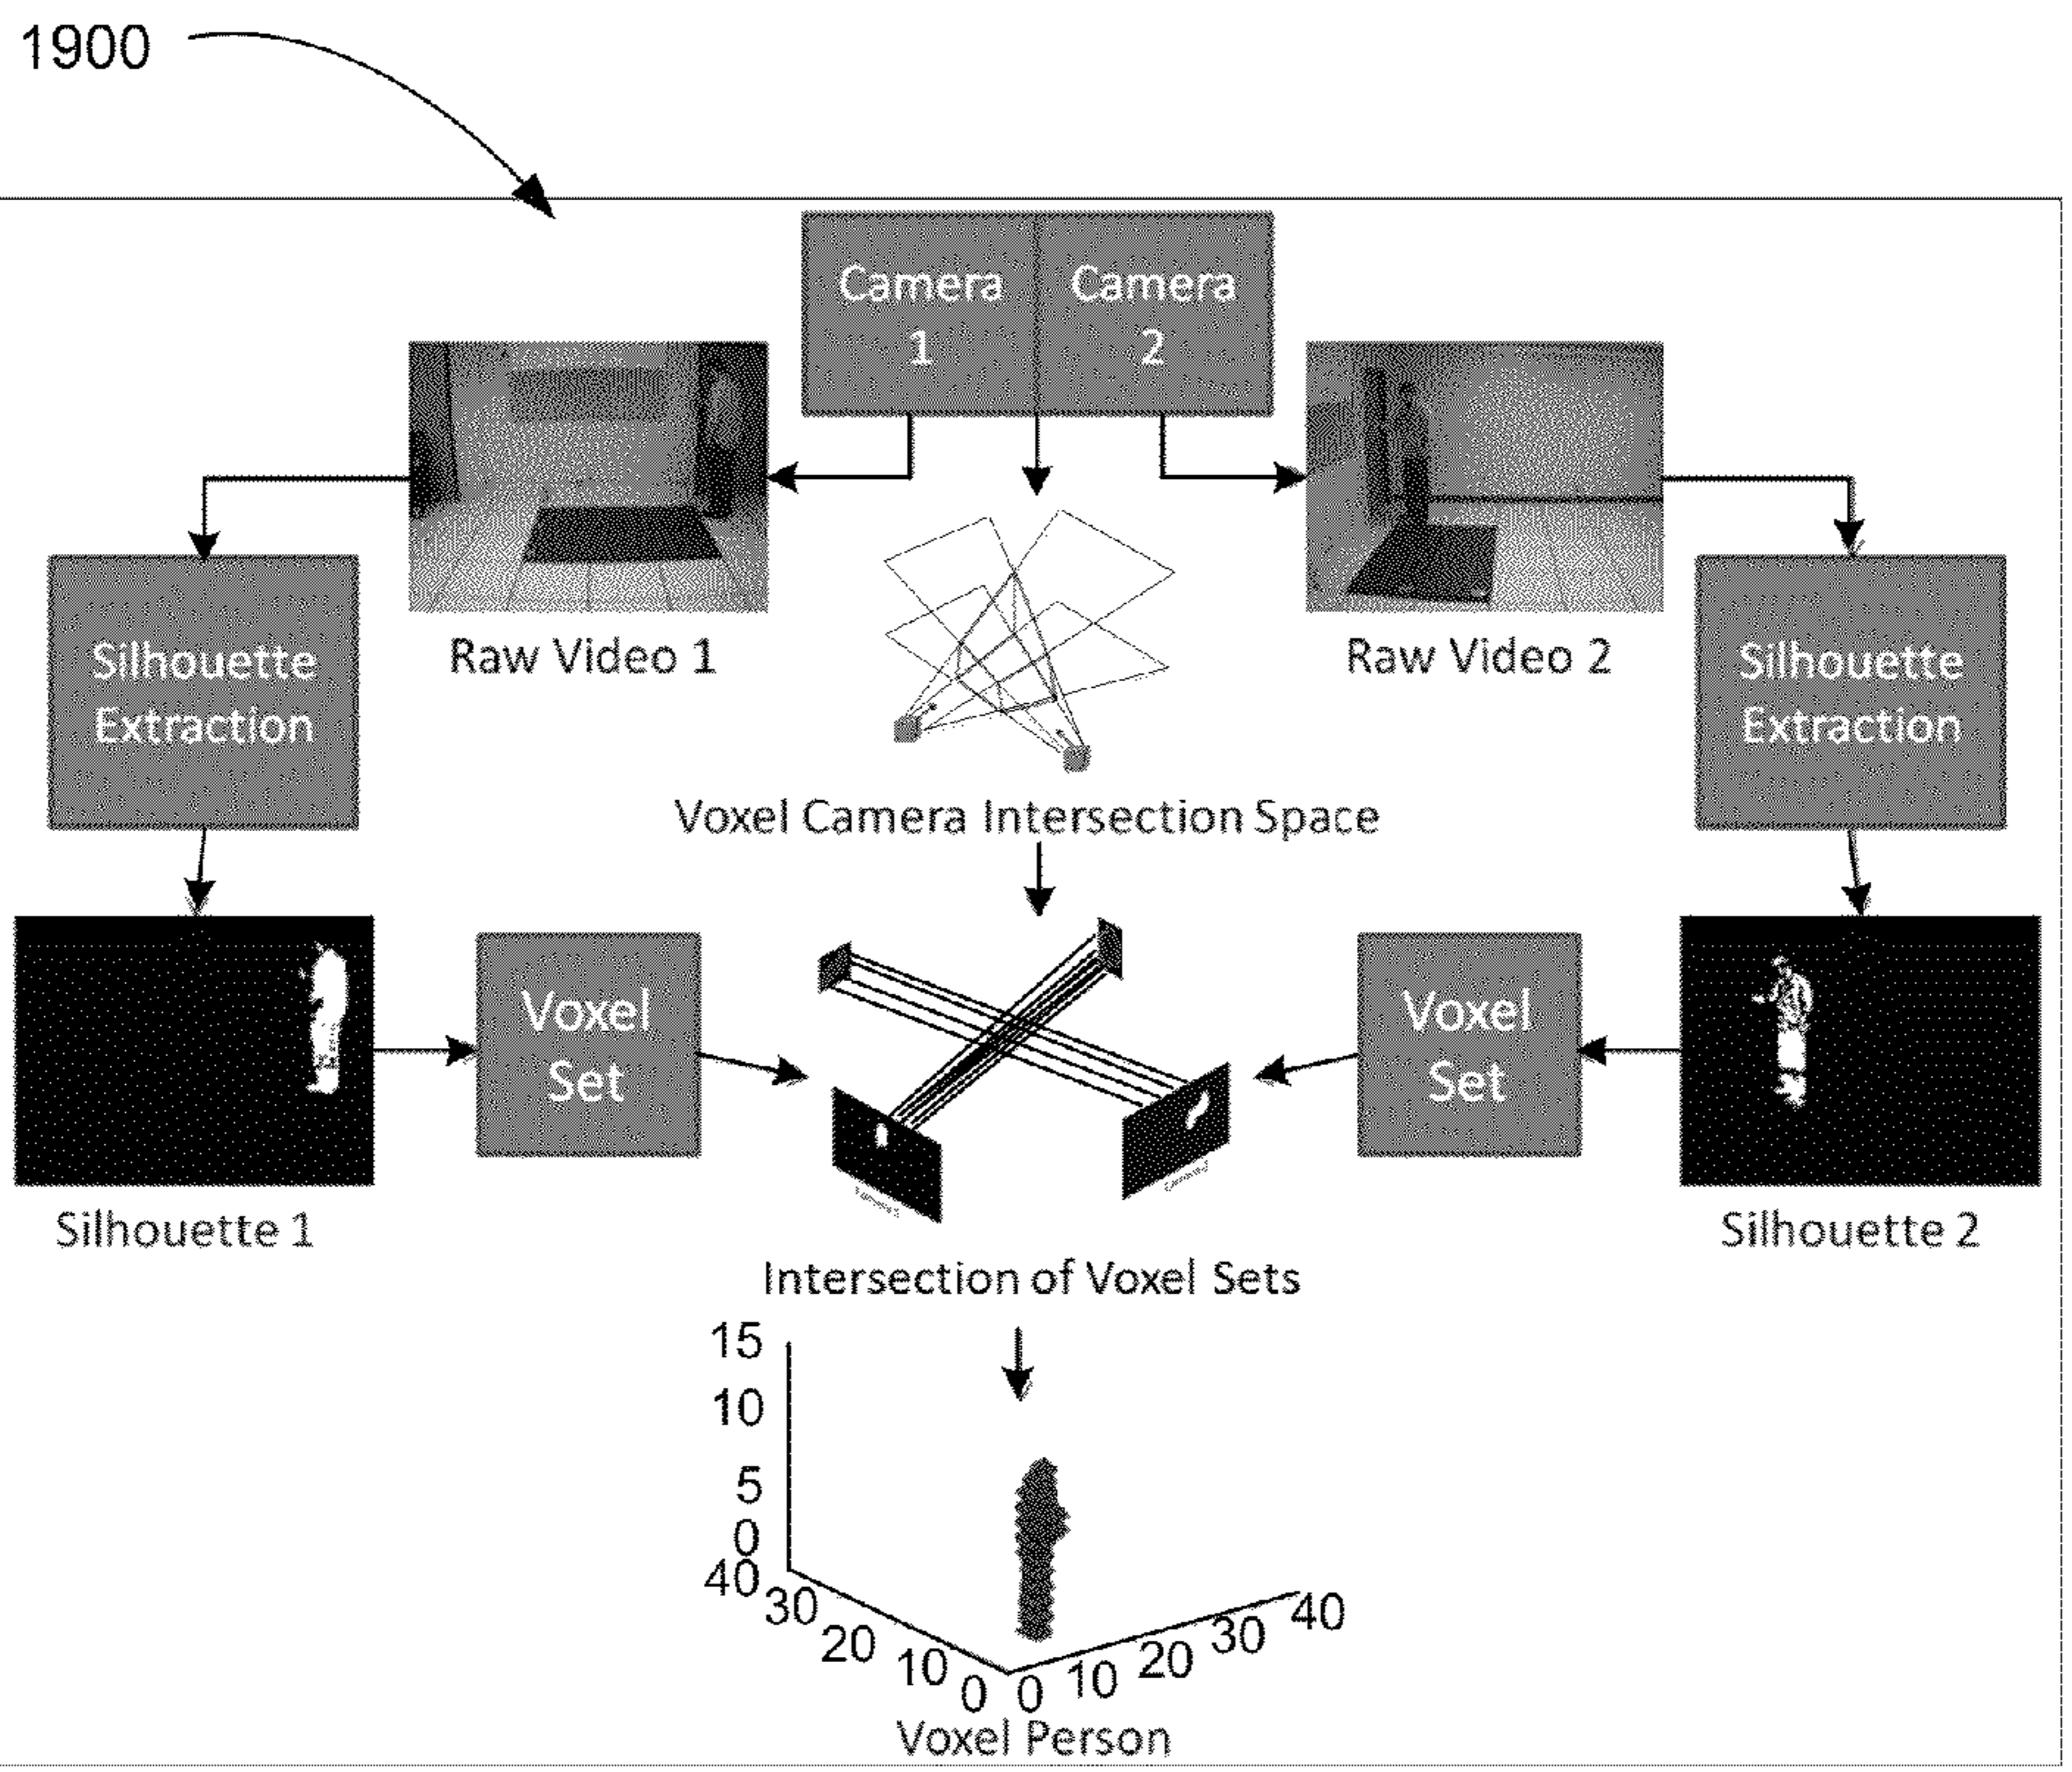 1900
Camera
1
Camera
2
Raw Video 1
Raw Video 2
Silhouette
Extraction
Silhouette
Extraction
Voxel Camera Intersection Space
Voxel
Set
Voxel
Set
Silhouette 1
Silhouette 2
Intersection of Voxel Sets
15
10
5
0
40
30
20
10
0
0
10
20
30
40
Voxel Person